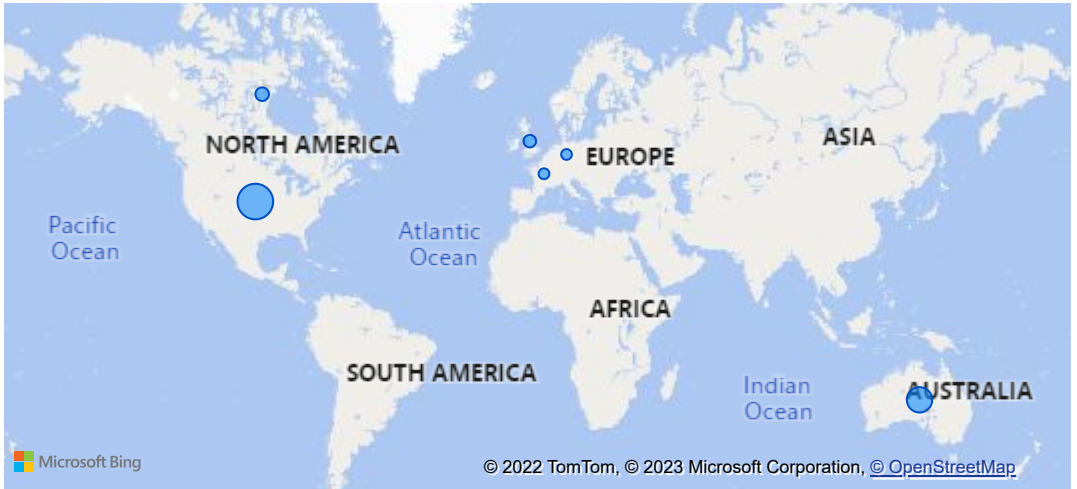 NORTH AMERICA
EUROPE
ASIA
Pacific
Ocean
Atlantic
Ocean
AFRICA
SOUTH AMERICA
Indian
Ocean
AUSTRALIA
Microsoft Bing
© 2022 TomTom, © 2023 Microsoft Corporation, © OpenStreetMap